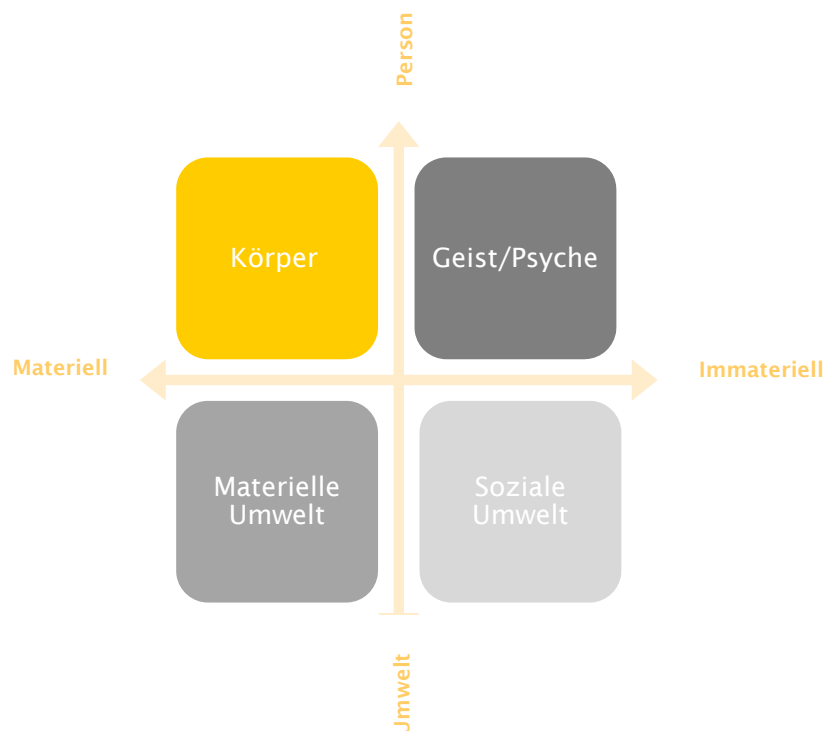 Person
Körper
Geist/Psyche
Materiell
Immateriell
Materielle
Umwelt
Soziale
Umwelt
Jmwelt